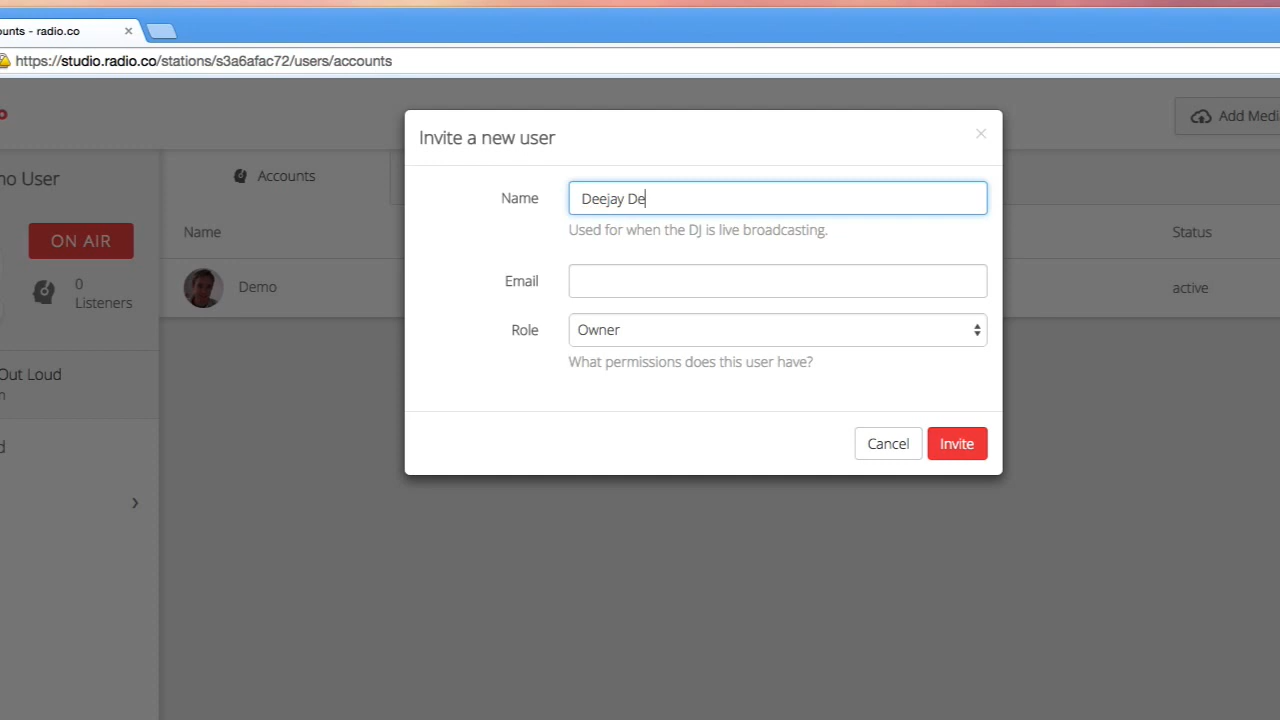 ounts - radio.co
https://studio.radio.co/stations/s3a6afac72/users/accounts
o
Add Medi
no User
ON AIR
0
Listeners
Out Loud
n
d
Accounts
Name
Status
Demo
active
Invite a new user
×
Name
Deejay De
Used for when the DJ is live broadcasting.
Email
Role
Owner
What permissions does this user have?
Cancel
Invite